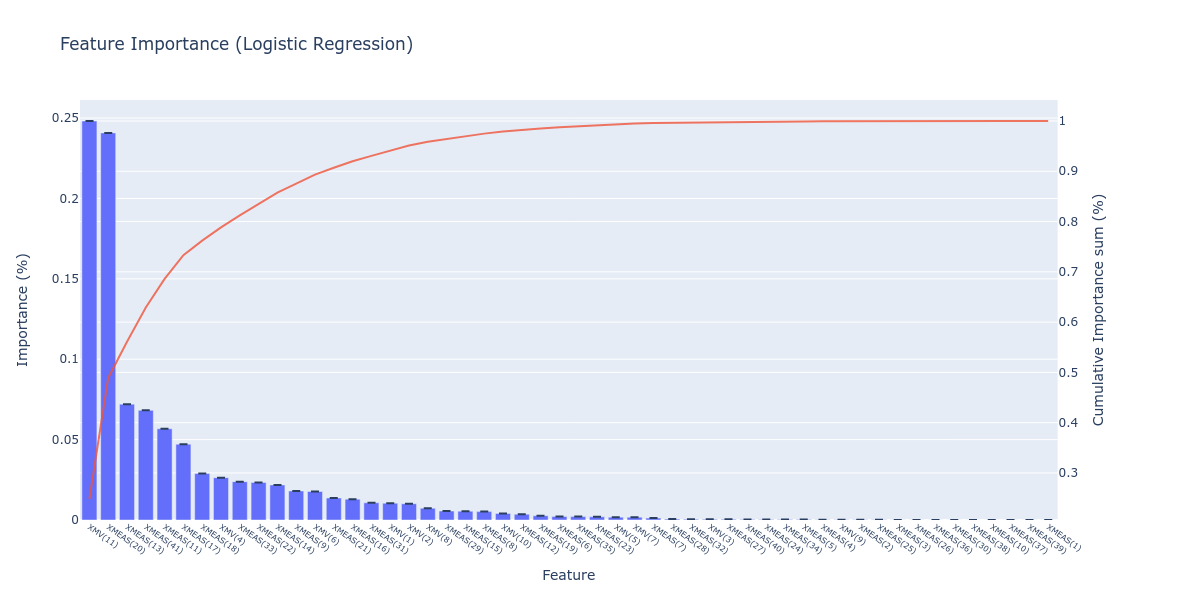 Feature Importance (Logistic Regression)
0.25
0.2
0.15
0.1
0.05
0
Importance (%)
1
0.9
0.8
0.7
0.6
0.5
0.4
0.3
Cumulative Importance sum (%)
XMV(11)
XMEAS(20)
XMEAS(13)
XMEAS(41)
XMEAS(11)
XMEAS(17)
XMEAS(18)
XMV(4)
XMEAS(33)
XMEAS(22)
XMEAS(14)
XMEAS(9)
XMV(6)
XMEAS(21)
XMEAS(16)
XMEAS(31)
XMV(1)
XMV(2)
XMV(8)
XMEAS(29)
XMEAS(15)
XMEAS(8)
XMV(10)
XMEAS(12)
XMEAS(19)
XMEAS(6)
XMEAS(35)
XMEAS(23)
XMV(5)
XMV(7)
XMEAS(7)
XMEAS(28)
XMEAS(32)
XMV(3)
XMEAS(27)
XMEAS(40)
XMEAS(24)
XMEAS(34)
XMEAS(5)
XMEAS(4)
XMV(9)
XMEAS(2)
XMEAS(25)
XMEAS(3)
XMEAS(26)
XMEAS(36)
XMEAS(30)
XMEAS(38)
XMEAS(10)
XMEAS(37)
XMEAS(39)
XMEAS(1)
Feature